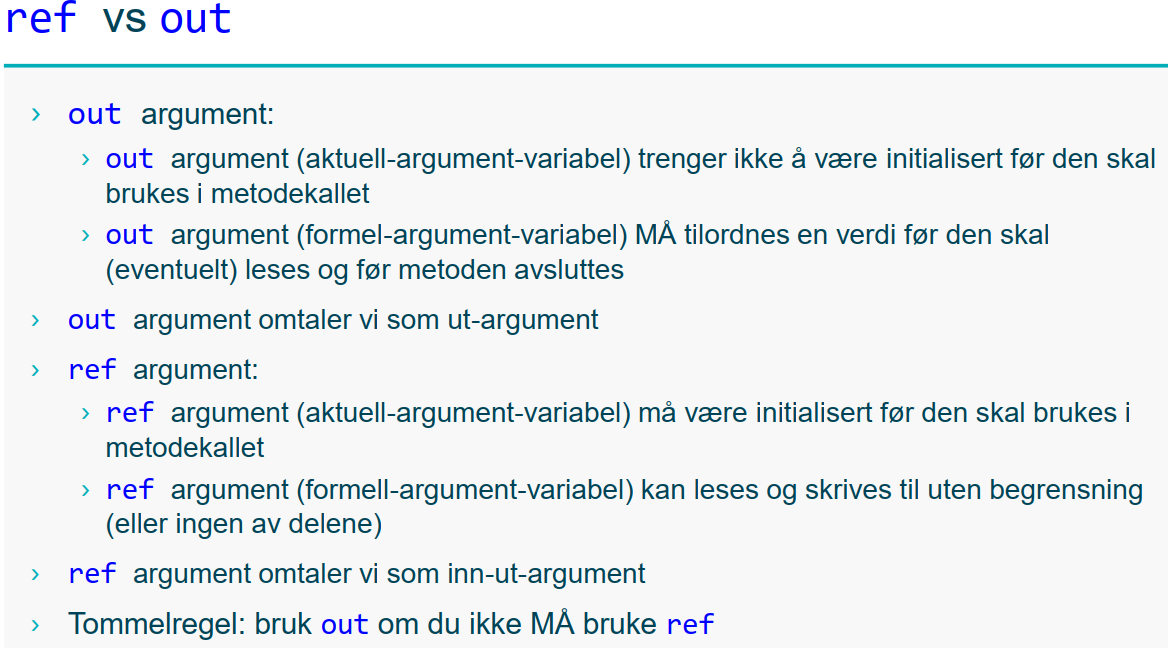 ref vs out
› out argument:
› out argument (aktuell-argument-variabel) trenger ikke å være initialisert før den skal
brukes i metodekallet
› out argument (formel-argument-variabel) MÅ tilordnes en verdi før den skal
(eventuelt) leses og før metoden avsluttes
› out argument omtaler vi som ut-argument
› ref argument:
› ref argument (aktuell-argument-variabel) må være initialisert før den skal brukes i
metodekallet
› ref argument (formell-argument-variabel) kan leses og skrives til uten begrensning
(eller ingen av delene)
› ref argument omtaler vi som inn-ut-argument
› Tommelregel: bruk out om du ikke MÅ bruke ref